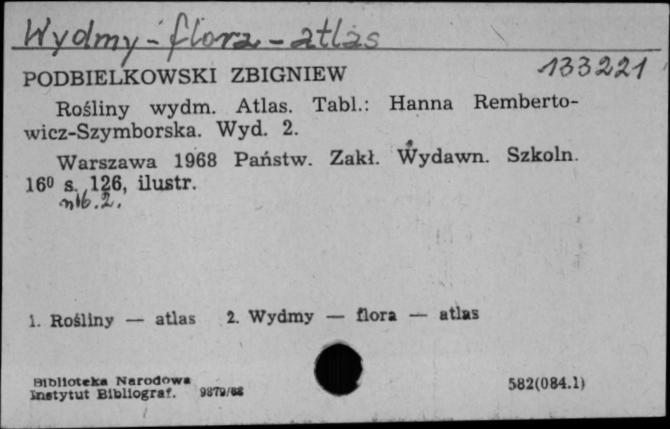 Wydmy - flora - atlas
133221
PODBIELKOWSKI ZBIGNIEW
Rośliny wydm. Atlas. Tabl.: Hanna Remberto-
wicz-Szymborska. Wyd. 2.
Warszawa 1968 Państw. Zakł. Wydawn. Szkoln.
16⁰ s. 126, ilustr.
nlb. 2.
1. Rośliny — atlas 2. Wydmy — flora — atlas
Biblioteka Narodowa
Instytut Bibliograf. 9879/68
582(084.1)